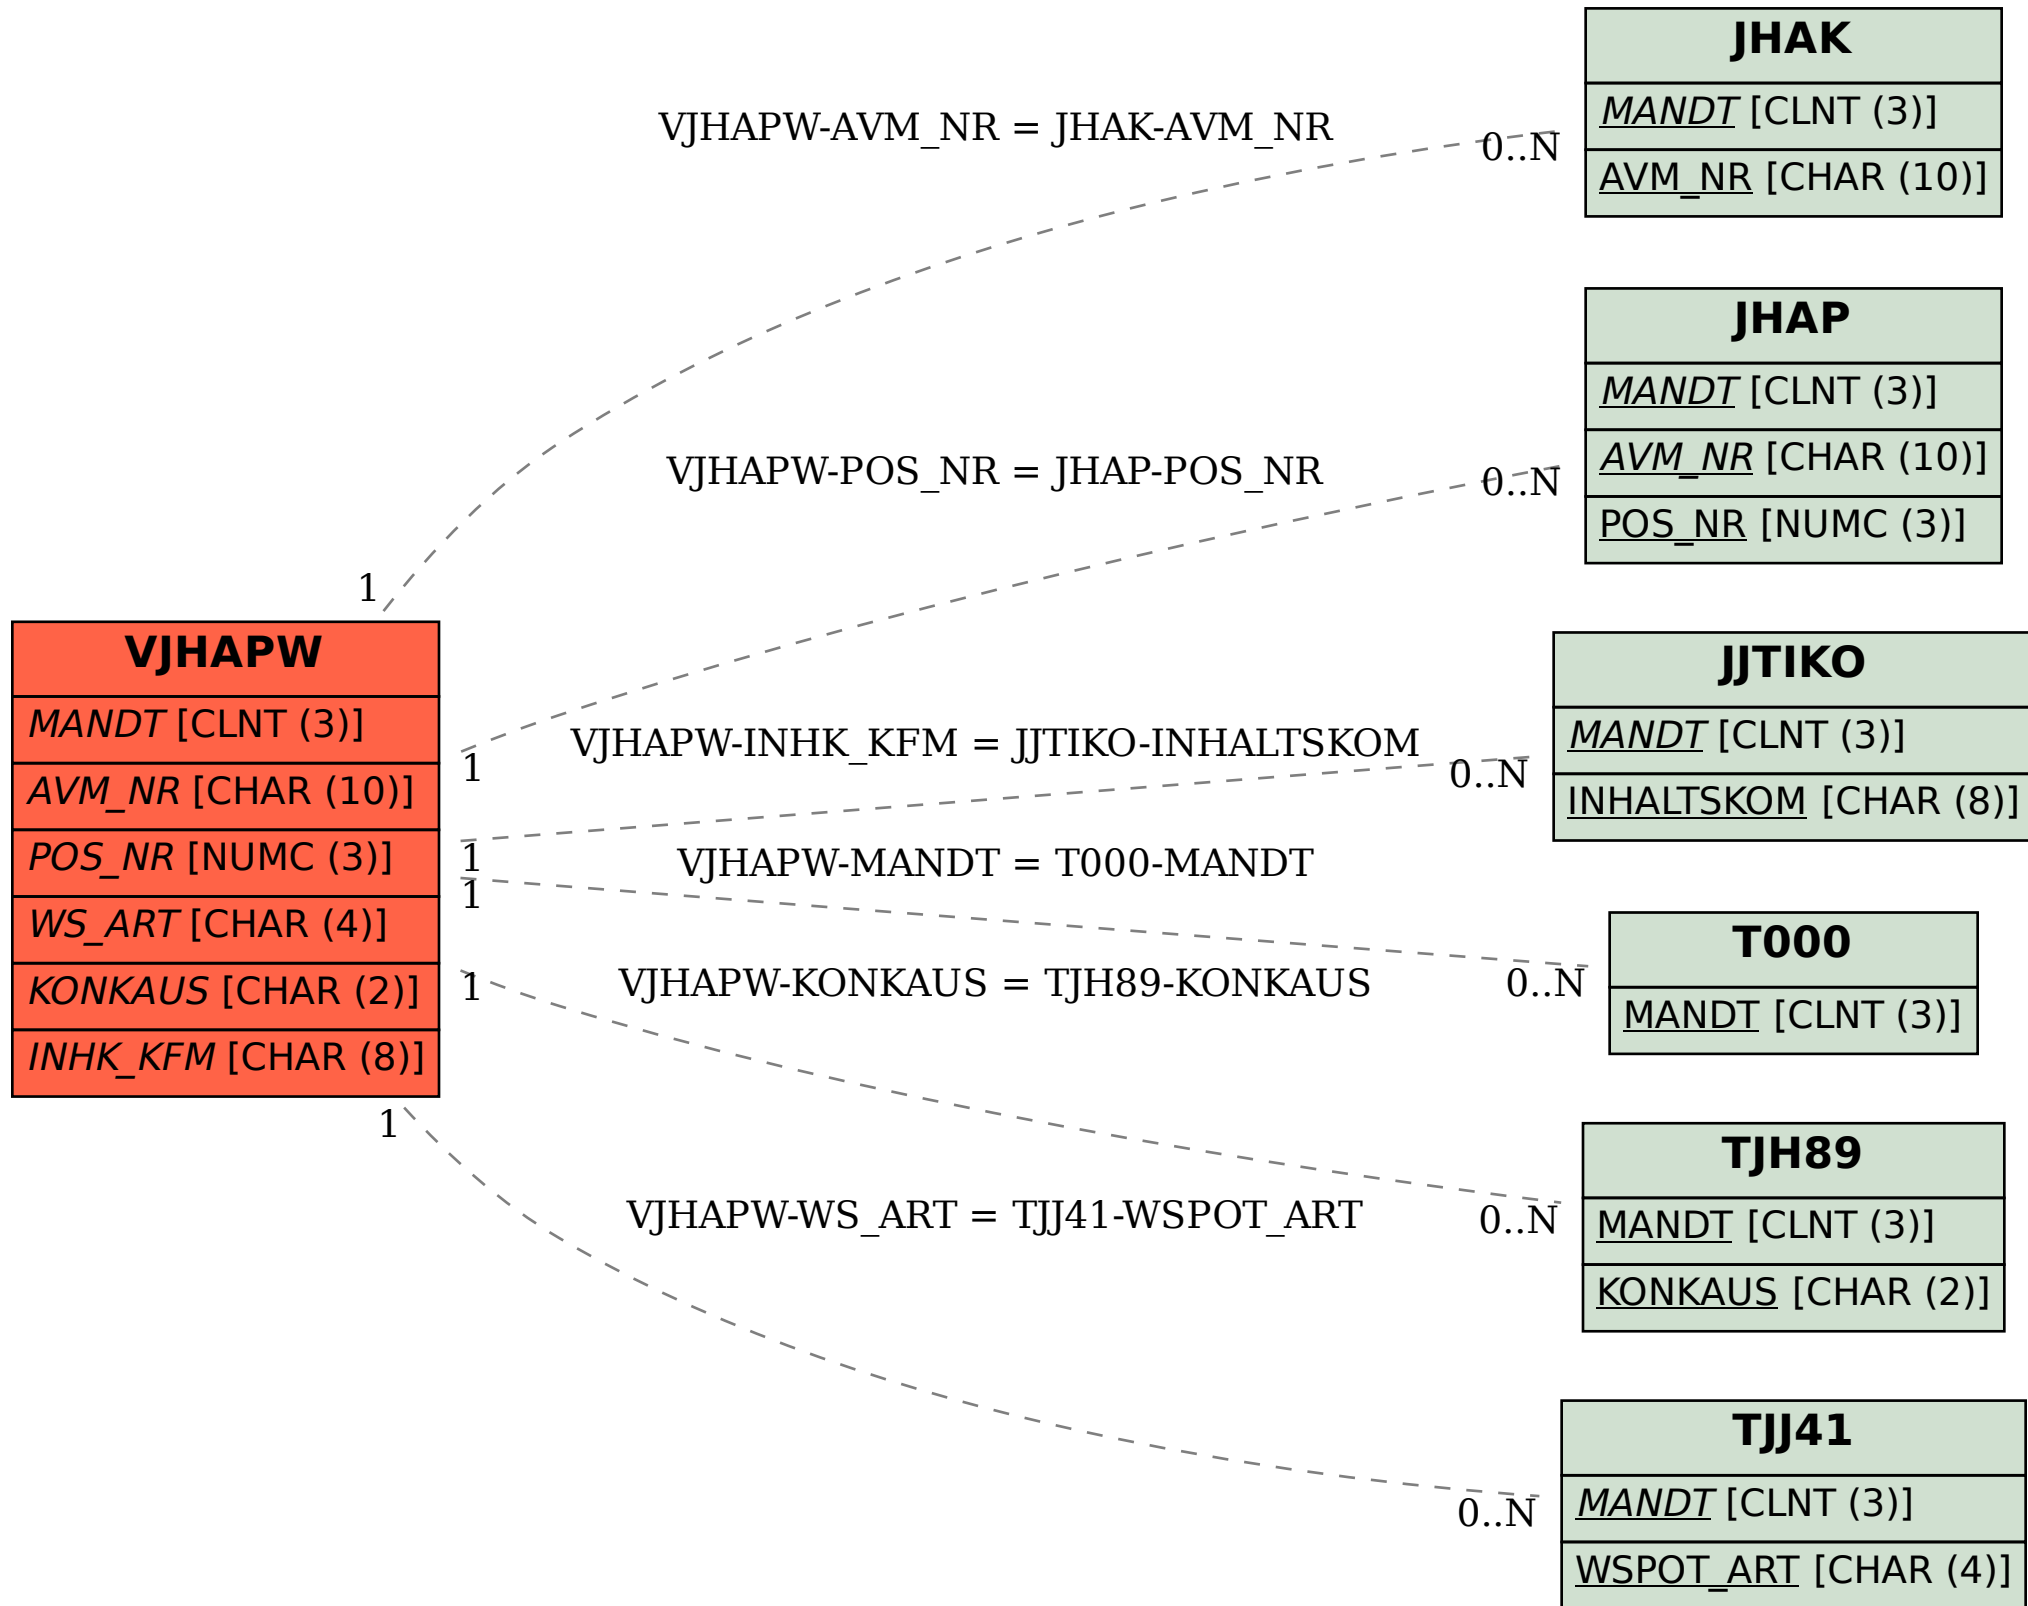 JHAK
MANDT [CLNT (3)]
AVM_NR [CHAR (10)]
VJHAPW-AVM_NR = JHAK-AVM_NR
0..N
JHAP
MANDT [CLNT (3)]
AVM_NR [CHAR (10)]
POS_NR [NUMC (3)]
VJHAPW-POS_NR = JHAP-POS_NR
0..N
1
VJHAPW
MANDT [CLNT (3)]
AVM_NR [CHAR (10)]
POS_NR [NUMC (3)]
WS_ART [CHAR (4)]
KONKAUS [CHAR (2)]
INHK_KFM [CHAR (8)]
1
VJHAPW-INHK_KFM = JJTIKO-INHALTSKOM
0..N
JJTIKO
MANDT [CLNT (3)]
INHALTSKOM [CHAR (8)]
1
VJHAPW-MANDT = T000-MANDT
1
T000
MANDT [CLNT (3)]
1
VJHAPW-KONKAUS = TJH89-KONKAUS
0..N
1
TJH89
MANDT [CLNT (3)]
KONKAUS [CHAR (2)]
VJHAPW-WS_ART = TJJ41-WSPOT_ART
0..N
TJJ41
MANDT [CLNT (3)]
WSPOT_ART [CHAR (4)]
0..N